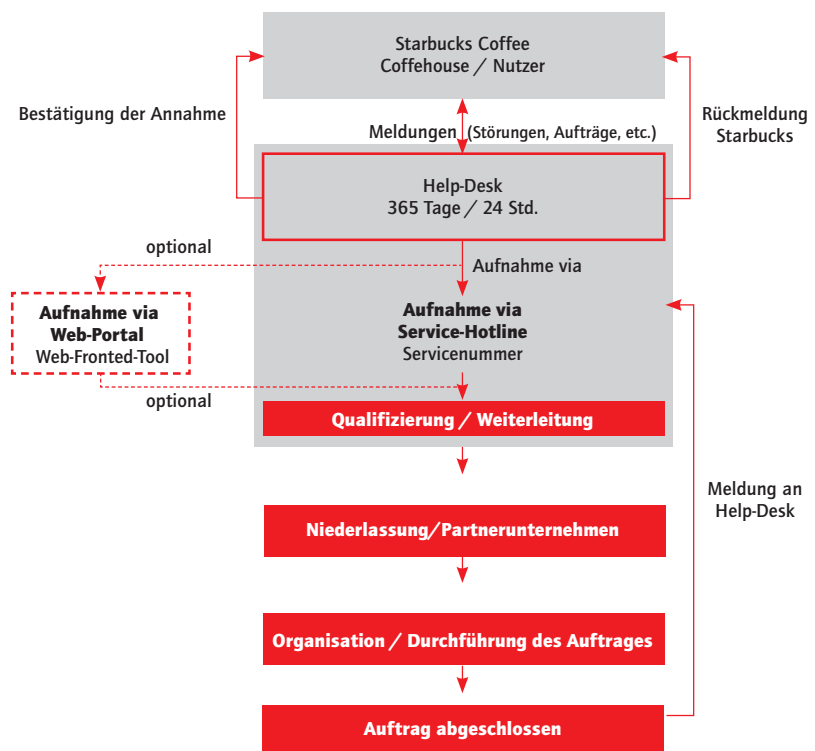 Starbucks Coffee
Coffehouse / Nutzer
Bestätigung der Annahme
Meldungen (Störungen, Aufträge, etc.)
Rückmeldung
Starbucks
Help-Desk
365 Tage / 24 Std.
optional
Aufnahme via
Aufnahme via
Web-Portal
Web-Fronted-Tool
Aufnahme via
Service-Hotline
Servicenummer
optional
Qualifizierung / Weiterleitung
Meldung an
Help-Desk
Niederlassung/Partnerunternehmen
Organisation / Durchführung des Auftrages
Auftrag abgeschlossen